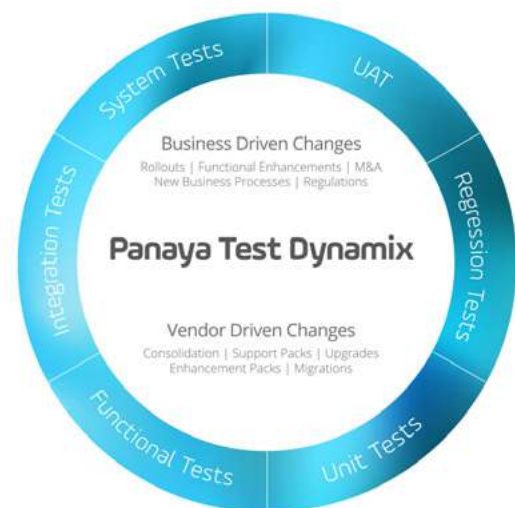 System Tests
UAT
Regression Tests
Unit Tests
Functional Tests
Integration Tests
Business Driven Changes
Rollouts | Functional Enhancements | M&A
New Business Processes | Regulations
Panaya Test Dynamix
Vendor Driven Changes
Consolidation | Support Packs | Upgrades
Enhancement Packs | Migrations